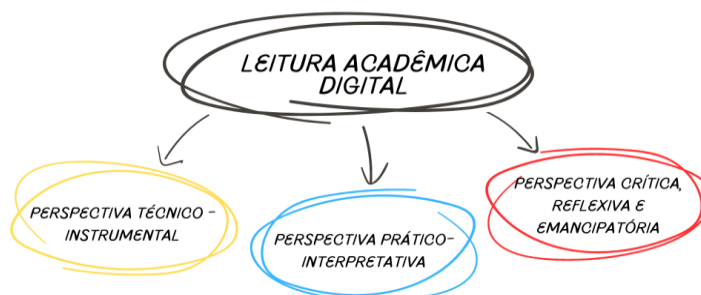 LEITURA ACADÊMICA
DIGITAL
PERSPECTIVA TÉCNICO -
INSTRUMENTAL
PERSPECTIVA PRÁTICO-
INTERPRETATIVA
PERSPECTIVA CRÍTICA,
REFLEXIVA E
EMANCIPATÓRIA